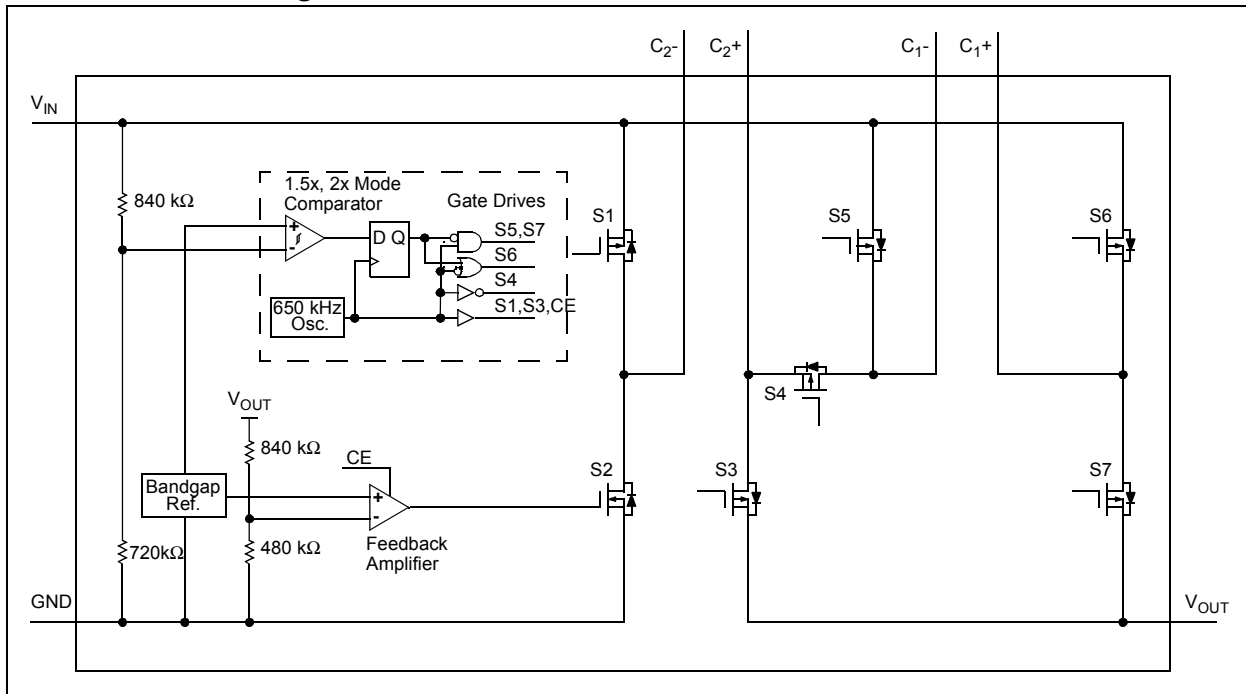 C2- C2+ C1- C1+
VIN
840 kΩ
1.5x, 2x Mode
Comparator
Gate Drives
+
-
D Q
S5,S7
S6
S4
S1,S3,CE
650 kHz
Osc.
S1
S5
S6
S4
VOUT
840 kΩ
CE
Bandgap
Ref.
+
-
S2
S3
S7
720kΩ
480 kΩ
Feedback
Amplifier
GND
VOUT